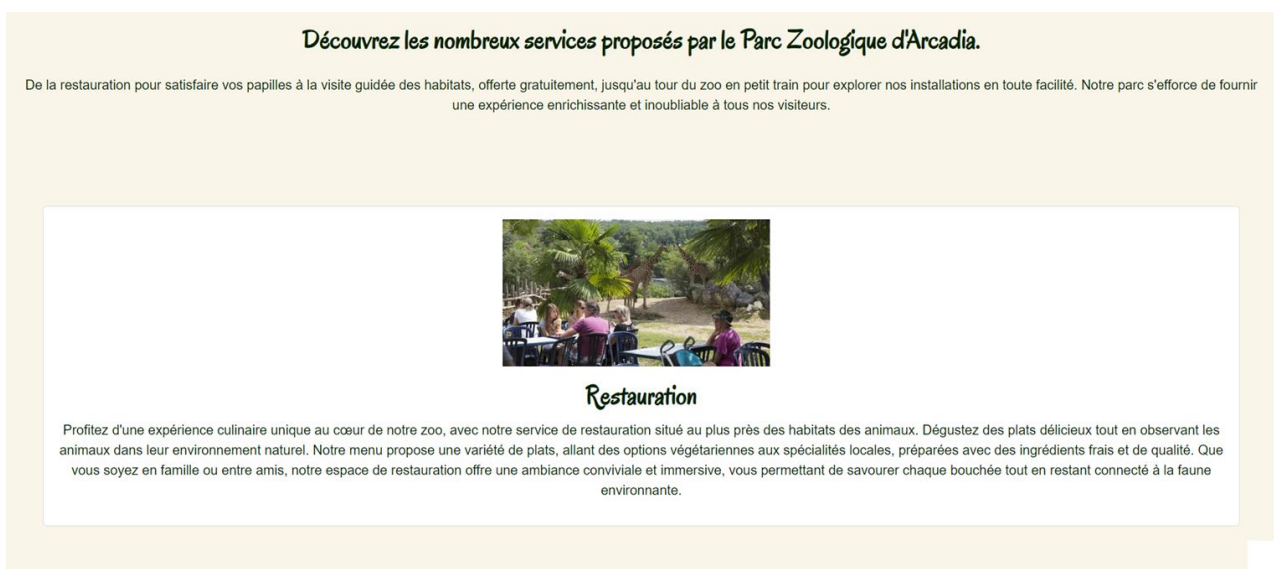 Découvrez les nombreux services proposés par le Parc Zoologique d'Arcadia.
De la restauration pour satisfaire vos papilles à la visite guidée des habitats, offerte gratuitement, jusqu'au tour du zoo en petit train pour explorer nos installations en toute facilité. Notre parc s'efforce de fournir
une expérience enrichissante et inoubliable à tous nos visiteurs.
Restauration
Profitez d'une expérience culinaire unique au cœur de notre zoo, avec notre service de restauration situé au plus près des habitats des animaux. Dégustez des plats délicieux tout en observant les
animaux dans leur environnement naturel. Notre menu propose une variété de plats, allant des options végétariennes aux spécialités locales, préparées avec des ingrédients frais et de qualité. Que
vous soyez en famille ou entre amis, notre espace de restauration offre une ambiance conviviale et immersive, vous permettant de savourer chaque bouchée tout en restant connecté à la faune
environnante.